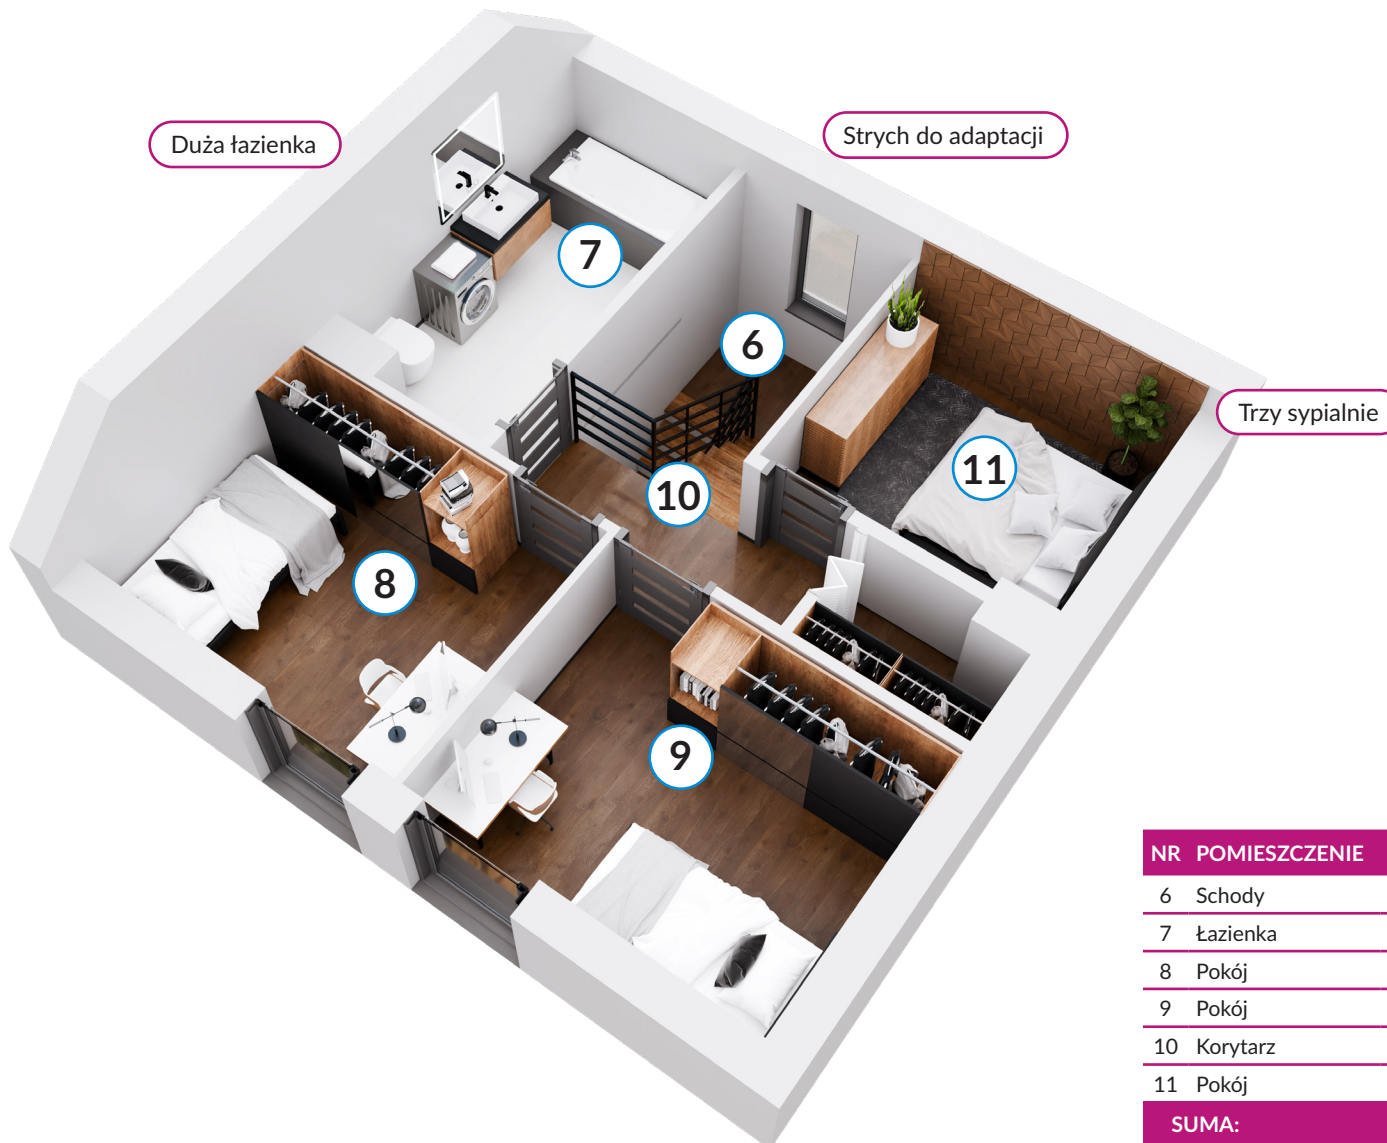 Duża łazienka
Strych do adaptacji
Trzy sypialnie
7
6
11
10
8
9
NR POMIESZCZENIE
6 Schody
7 Łazienka
8 Pokój
9 Pokój
10 Korytarz
11 Pokój
SUMA: